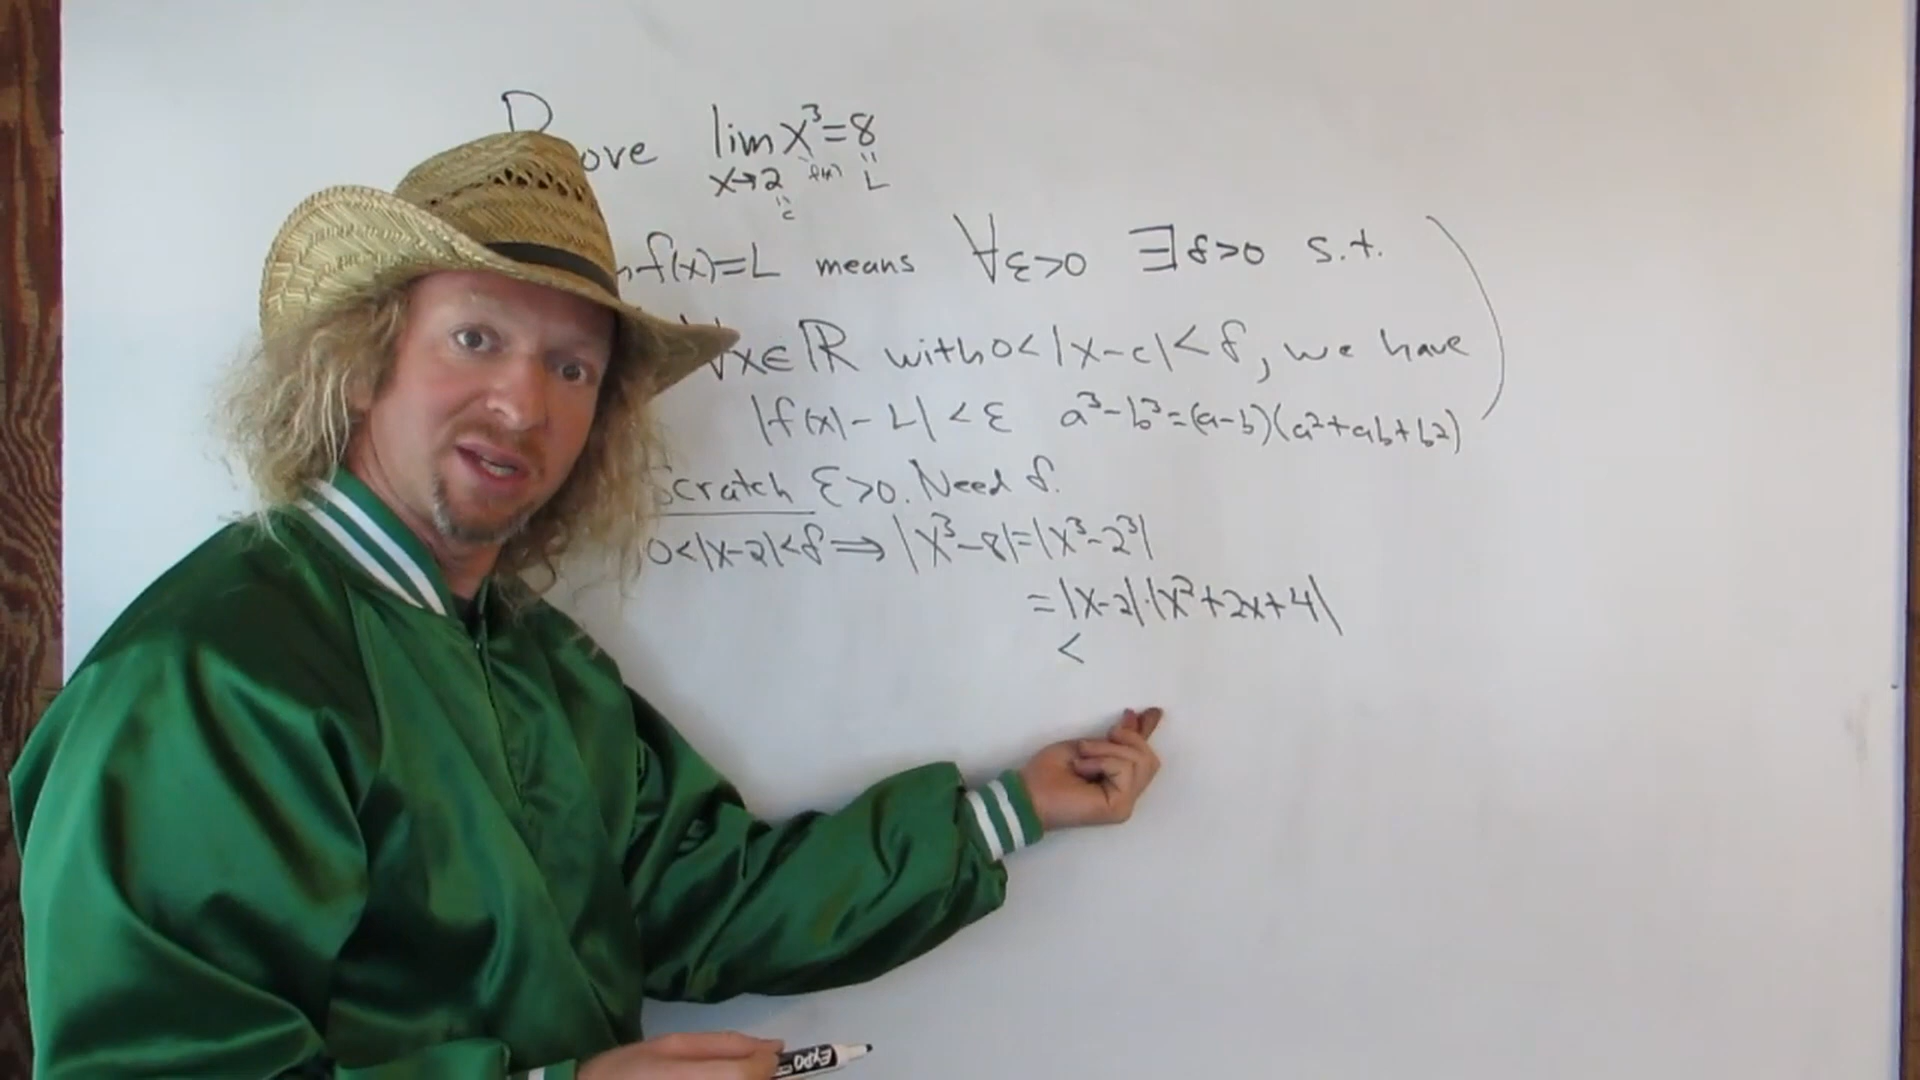 Prove lim x³=8
x→2 f(x) L
c
f(x)=L means ∀ε>0 ∃δ>0 s.t.
∀x∈ℝ with 0<|x-c|<δ, we have
|f(x)-L|<ε a³-b³=(a-b)(a²+ab+b²)
Scratch ε>0. Need δ.
0<|x-2|<δ⇒|x³-8|=|x³-2³|
=|x-2|·|x²+2x+4|
<
EXPO